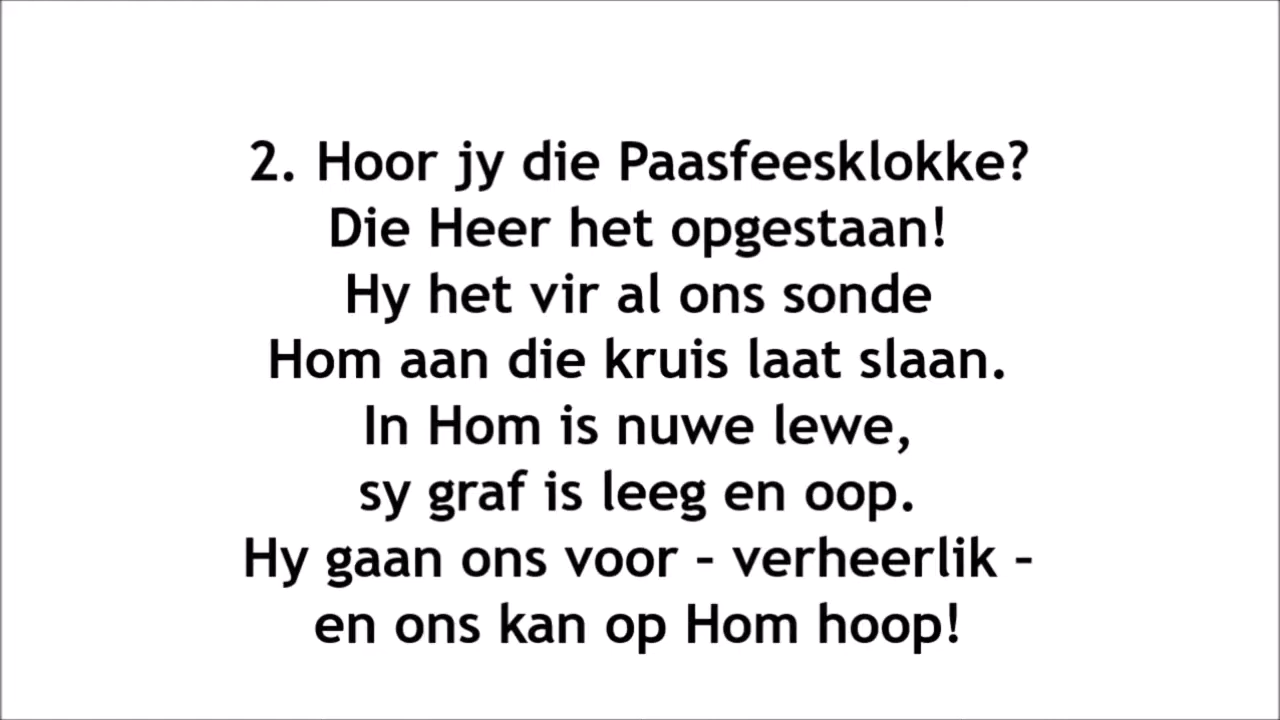 2. Hoor jy die Paasfeesklokke?
Die Heer het opgestaan!
Hy het vir al ons sonde
Hom aan die kruis laat slaan.
In Hom is nuwe lewe,
sy graf is leeg en oop.
Hy gaan ons voor – verheerlik –
en ons kan op Hom hoop!